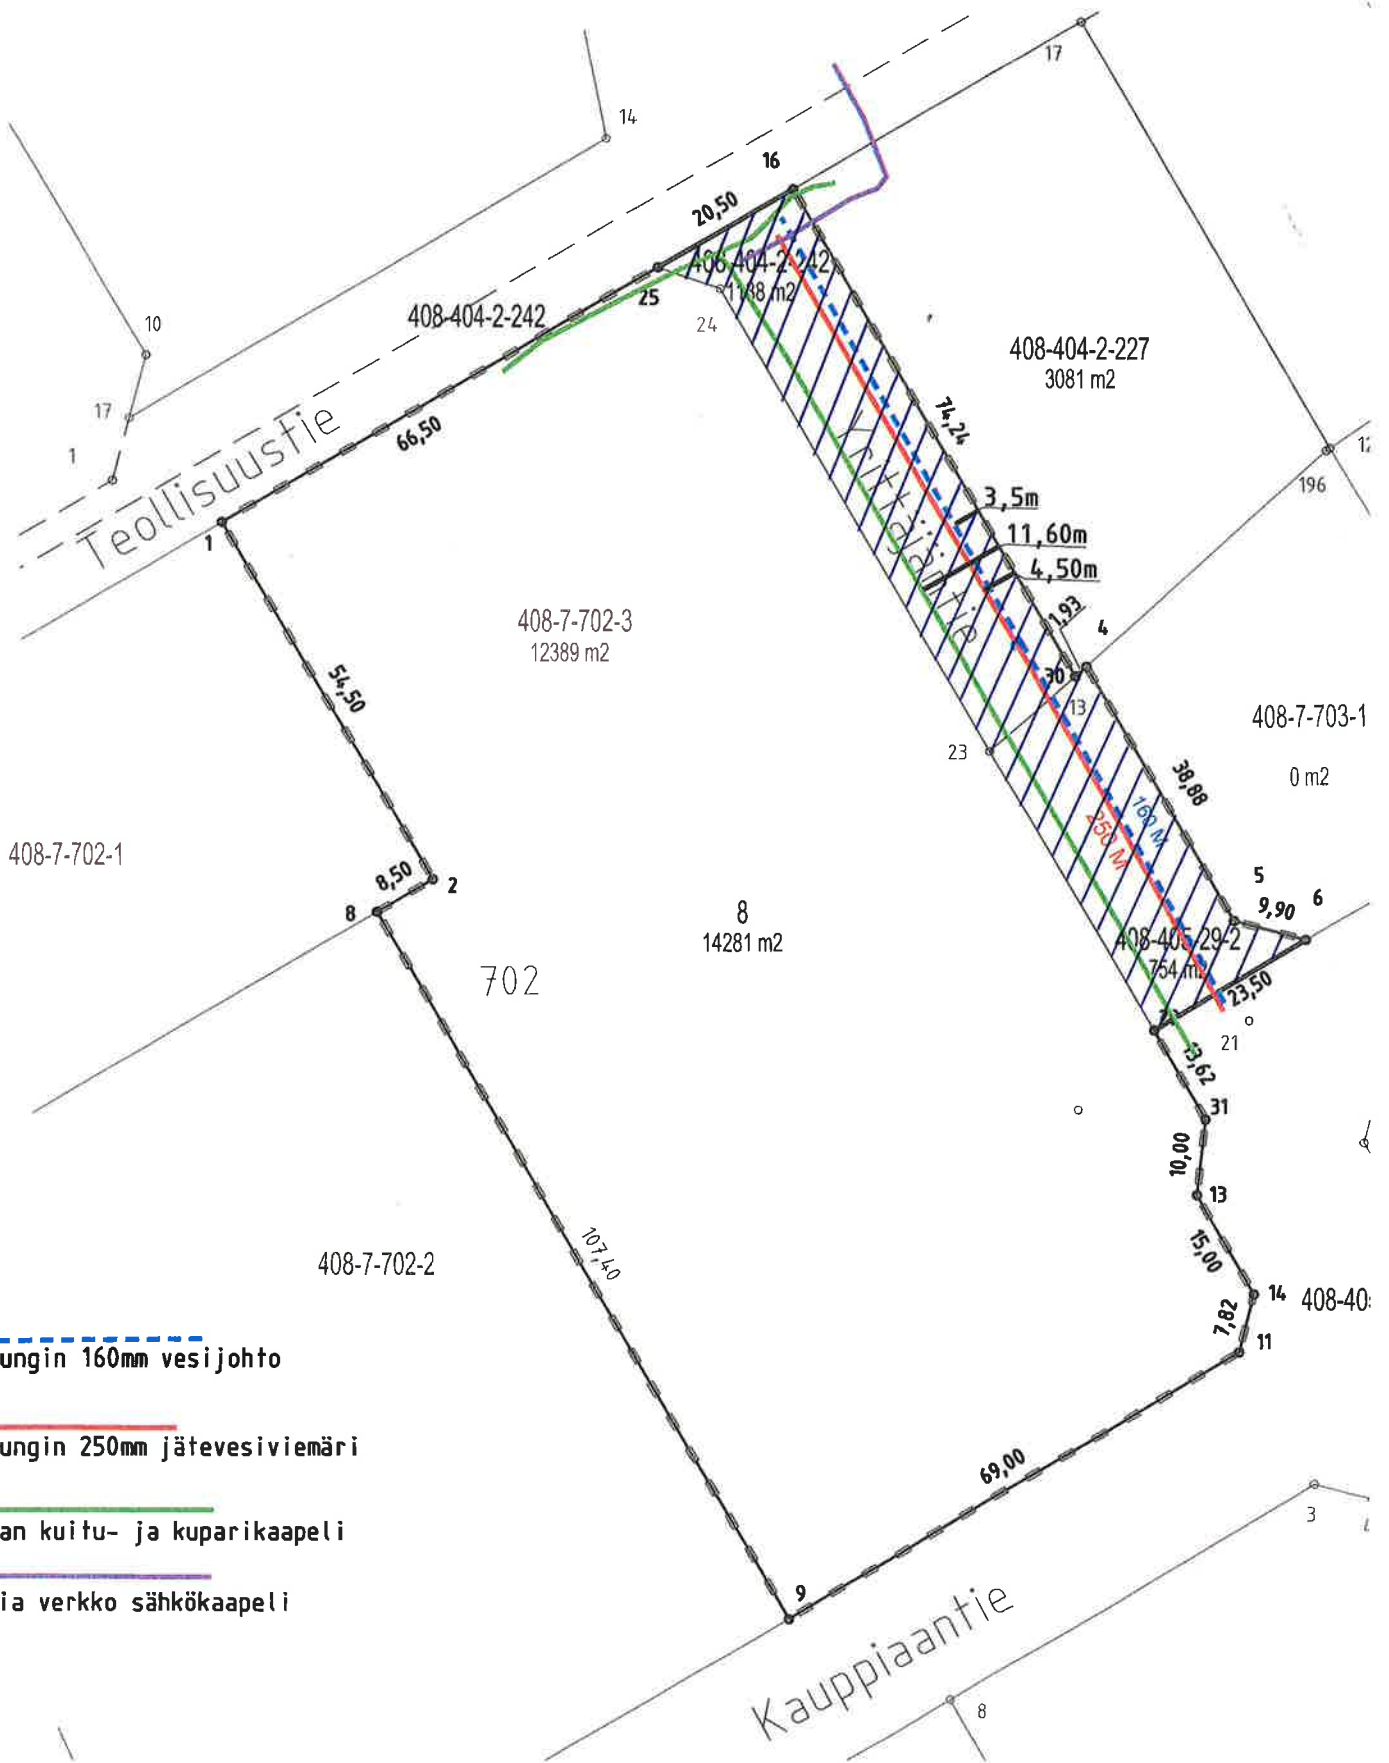 17
14
16
20,50
408-404-2-242
1138 m2
25
24
408-404-2-242
10
17
1
66,50
Teollisuustie
1
408-404-2-227
3081 m2
74,24
Yrittäjäntie
196
3,5m
11,60m
4,50m
1,93
4
30
13
408-7-702-3
12389 m2
54,50
23
408-7-703-1
0 m2
38,88
160 M
250 M
408-7-702-1
8,50
2
8
5
9,90
6
8
14281 m2
408-405-29-2
754 m2
23,50
702
21
13,62
31
10,00
13
15,00
14
408-40
7,82
11
107,40
408-7-702-2
ungin 160mm vesijohto
ungin 250mm jätevesiviemäri
an kuitu- ja kuparikaapeli
ia verkko sähkökaapeli
69,00
3
9
Kauppiaantie
8